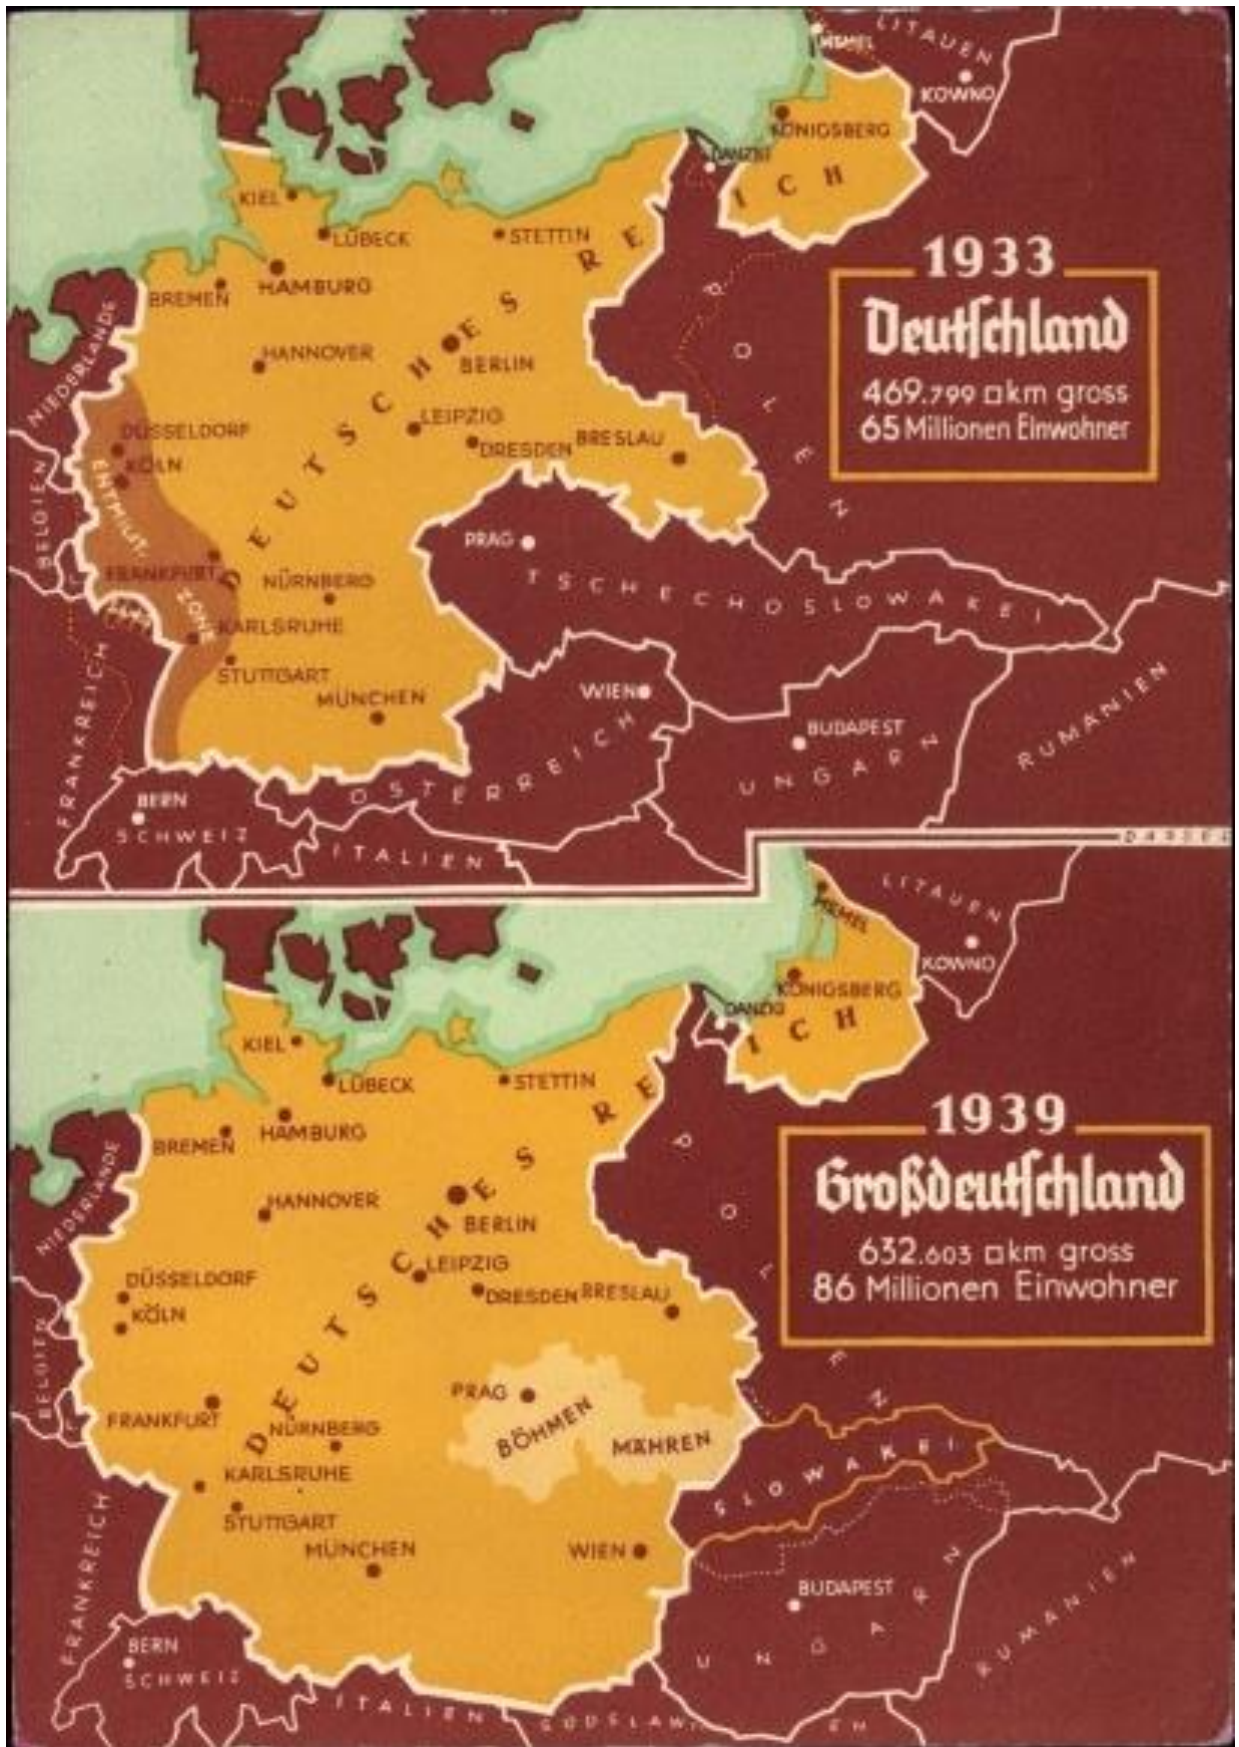 LITAUEN
MEMEL
KOWNO
KÖNIGSBERG
DANZIG
KIEL
LÜBECK
STETTIN
DEUTSCHES REICH
HAMBURG
BREMEN
1933
Deutschland
469.799 □km gross
65 Millionen Einwohner
NIEDERLANDE
HANNOVER
BERLIN
POLEN
LEIPZIG
DÜSSELDORF
DRESDEN
BRESLAU
KÖLN
BELGIEN
ENTMILIT. ZONE
PRAG
TSCHECHOSLOWAKEI
FRANKFURT
NÜRNBERG
KARLSRUHE
STUTTGART
MÜNCHEN
WIEN
FRANKREICH
BUDAPEST
UNGARN
RUMANIEN
ÖSTERREICH
BERN
SCHWEIZ
ITALIEN
LITAUEN
MEMEL
KOWNO
KÖNIGSBERG
DANZIG
KIEL
LÜBECK
STETTIN
DEUTSCHES REICH
BREMEN
HAMBURG
1939
Großdeutschland
632.603 □km gross
86 Millionen Einwohner
NIEDERLANDE
HANNOVER
BERLIN
POLEN
LEIPZIG
DÜSSELDORF
DRESDEN
BRESLAU
KÖLN
BELGIEN
PRAG
BÖHMEN
MÄHREN
FRANKFURT
NÜRNBERG
SLOWAKEI
KARLSRUHE
STUTTGART
MÜNCHEN
WIEN
FRANKREICH
BUDAPEST
UNGARN
RUMANIEN
BERN
SCHWEIZ
ITALIEN